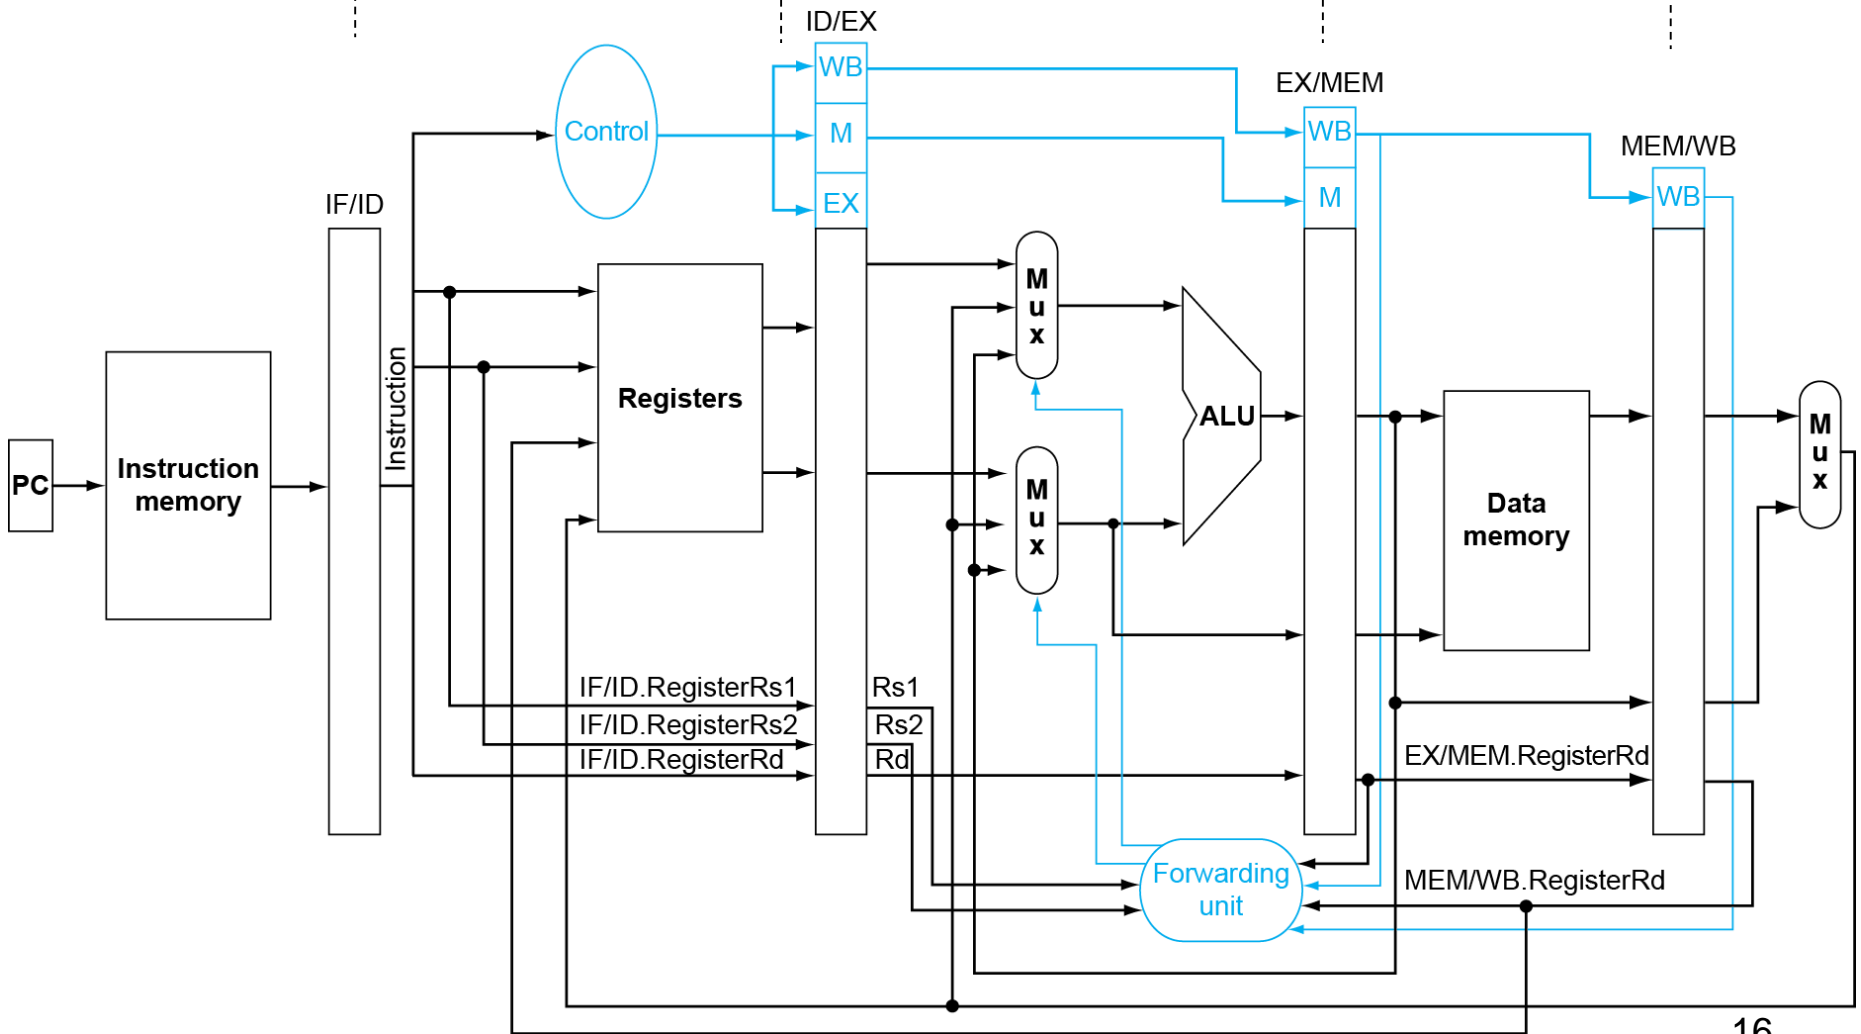 ID/EX
WB
EX/MEM
Control
M
WB
MEM/WB
IF/ID
EX
M
WB
M
u
x
Instruction
Registers
ALU
M
u
x
PC
Instruction
memory
M
u
x
Data
memory
IF/ID.RegisterRs1
Rs1
IF/ID.RegisterRs2
Rs2
IF/ID.RegisterRd
Rd
EX/MEM.RegisterRd
Forwarding
unit
MEM/WB.RegisterRd
16